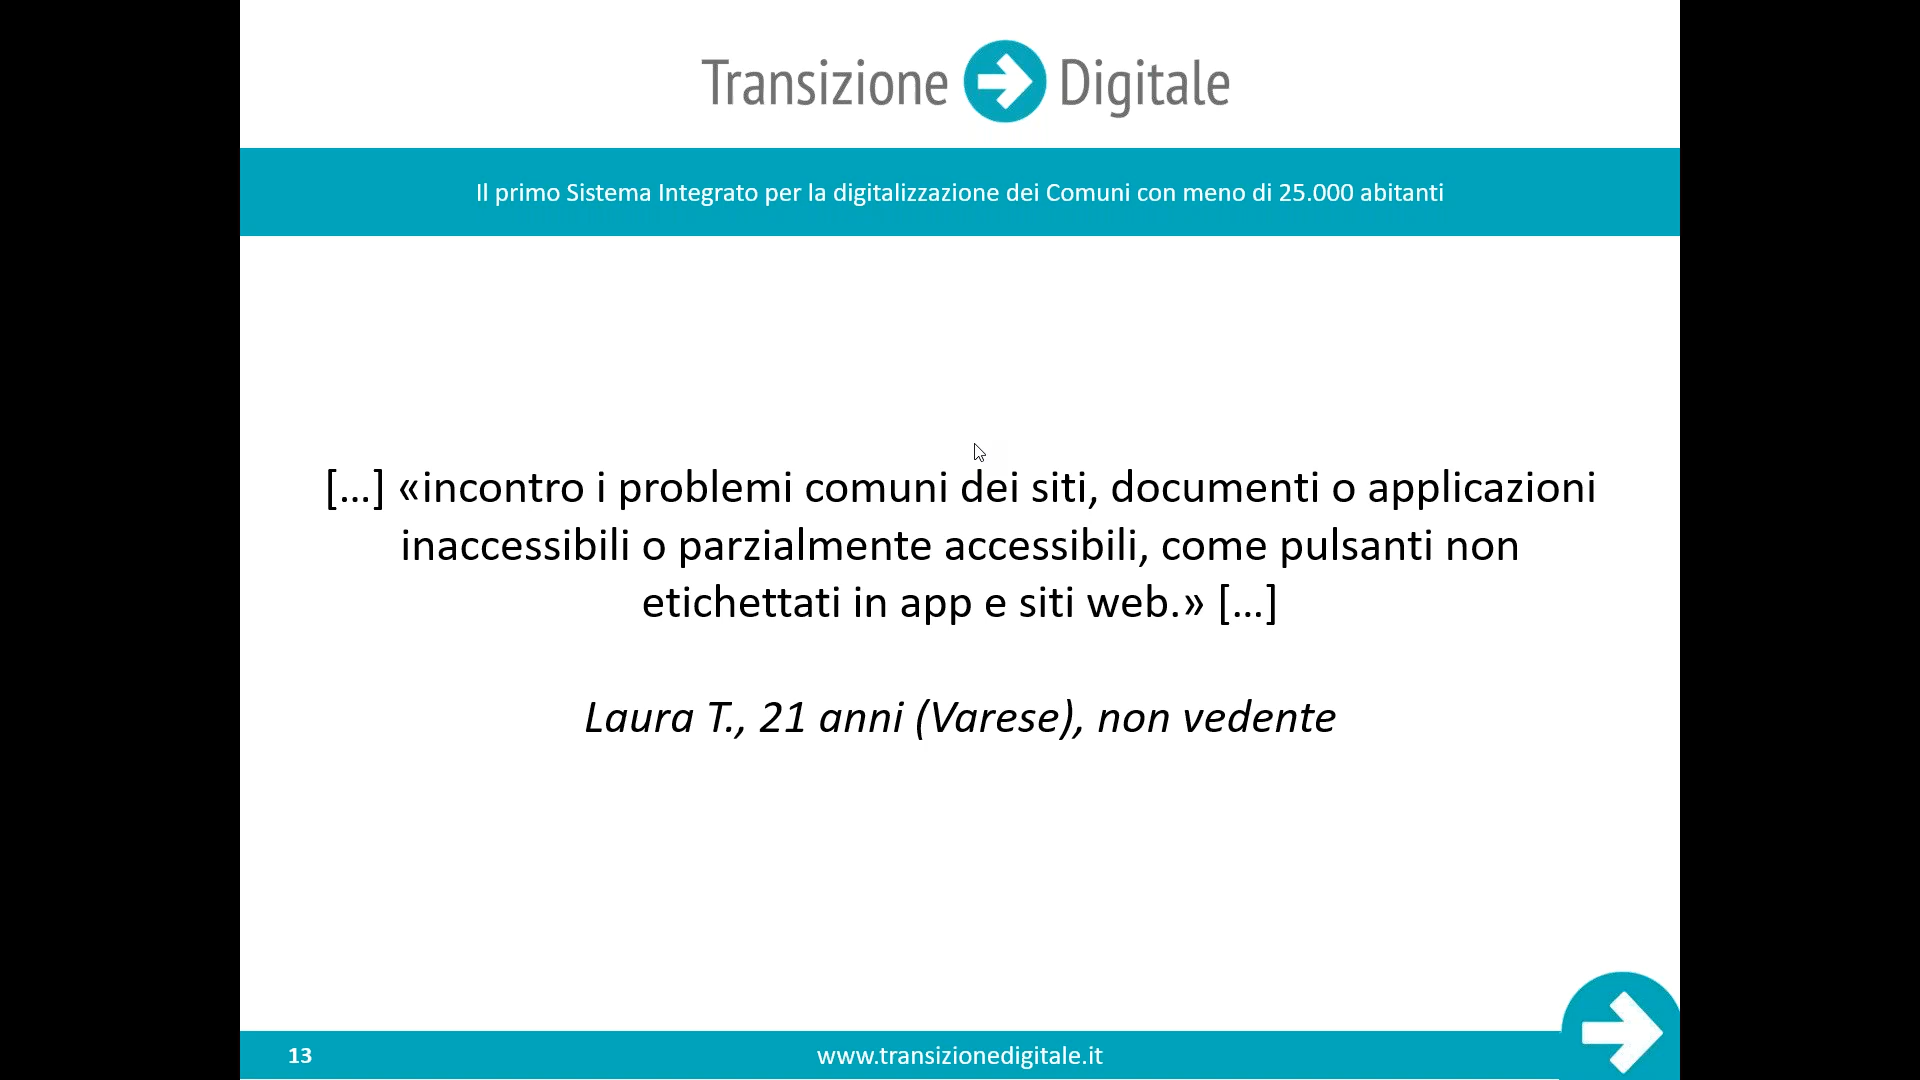 Transizione Digitale
Il primo Sistema Integrato per la digitalizzazione dei Comuni con meno di 25.000 abitanti
[...] «incontro i problemi comuni dei siti, documenti o applicazioni
inaccessibili o parzialmente accessibili, come pulsanti non
etichettati in app e siti web.» [...]
Laura T., 21 anni (Varese), non vedente
13
www.transizionedigitale.it